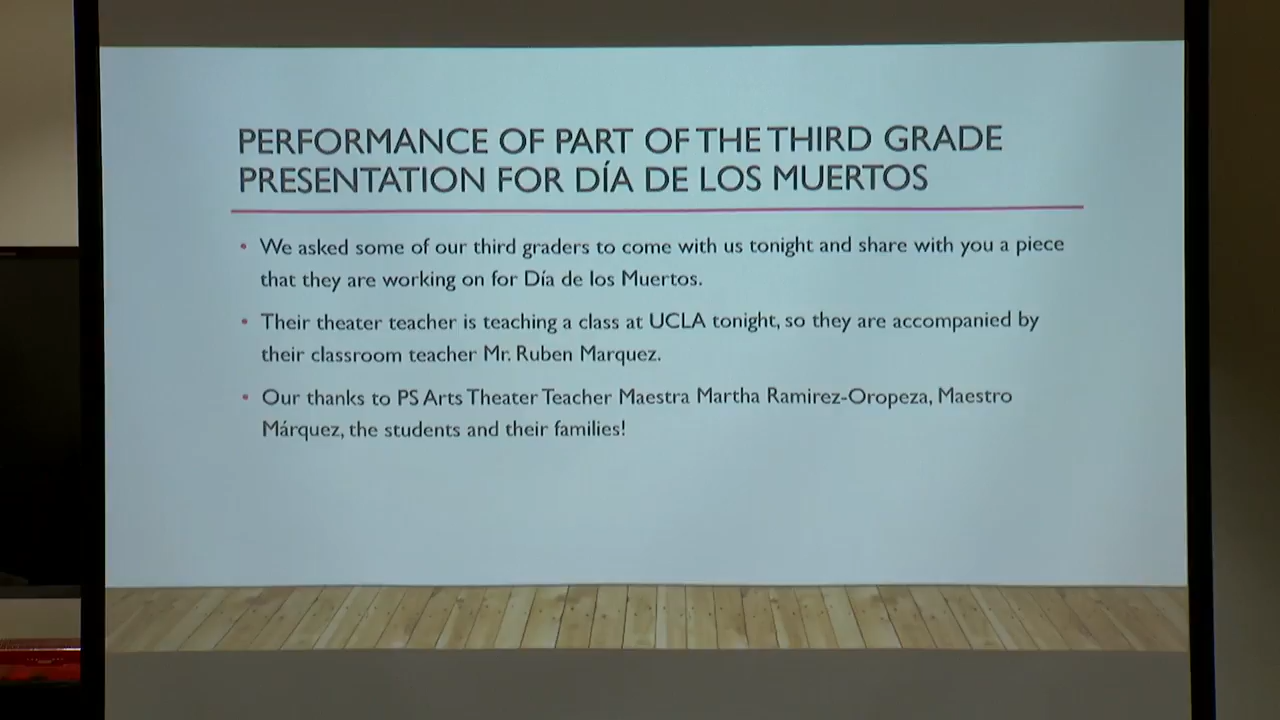 PERFORMANCE OF PART OF THE THIRD GRADE
PRESENTATION FOR DÍA DE LOS MUERTOS
• We asked some of our third graders to come with us tonight and share with you a piece
that they are working on for Día de los Muertos.
• Their theater teacher is teaching a class at UCLA tonight, so they are accompanied by
their classroom teacher Mr. Ruben Marquez.
• Our thanks to PS Arts Theater Teacher Maestra Martha Ramirez-Oropeza, Maestro
Márquez, the students and their families!